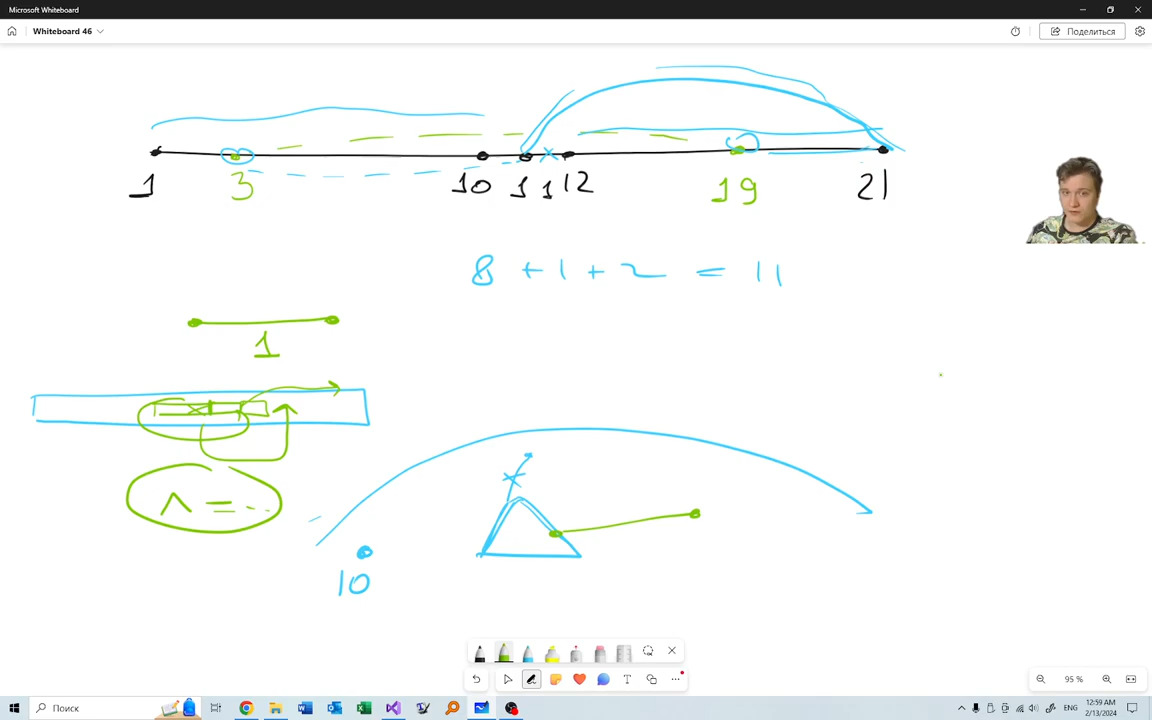 Microsoft Whiteboard
Whiteboard 46
Поделиться
1 3 10 11 12 19 21
8 + 1 + 2 = 11
1
^ = ...
10
95 %
Поиск
ENG
12:59 AM
2/13/2024